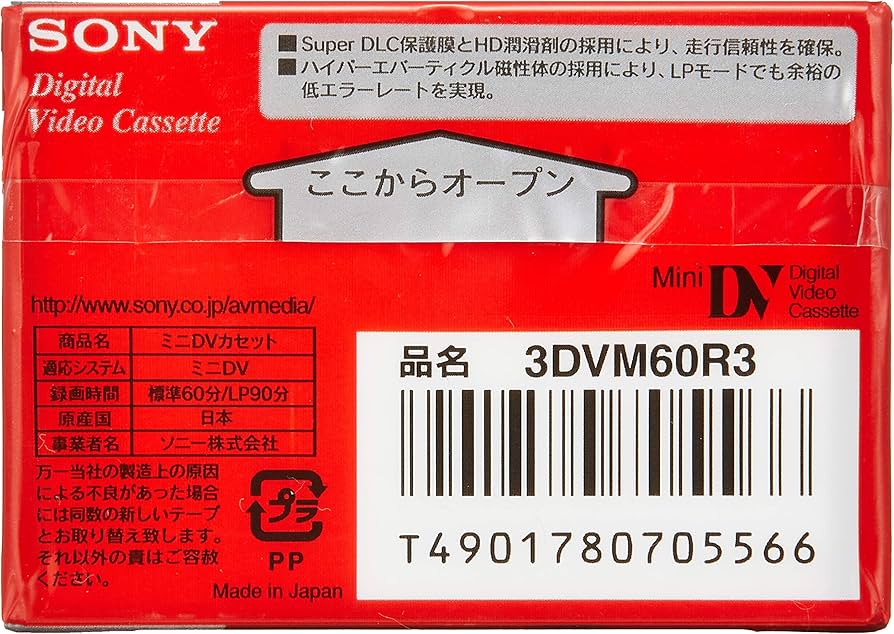 SONY
Digital
Video Cassette
■Super DLC保護膜とHD潤滑剤の採用により、走行信頼性を確保。
■ハイパーエバーティクル磁性体の採用により、LPモードでも余裕の
低エラーレートを実現。
ここからオープン
Mini DV Digital
Video
Cassette
http://www.sony.co.jp/avmedia/
商品名 ミニDVカセット
適応システム ミニDV
録画時間 標準60分/LP90分
原産国 日本
事業者名 ソニー株式会社
品名 3DVM60R3
T4901780705566
万一当社の製造上の原因
による不良があった場合
には同数の新しいテープ
とお取り替え致します。
それ以外の責はご容赦
ください。
プラ
PP
Made in Japan